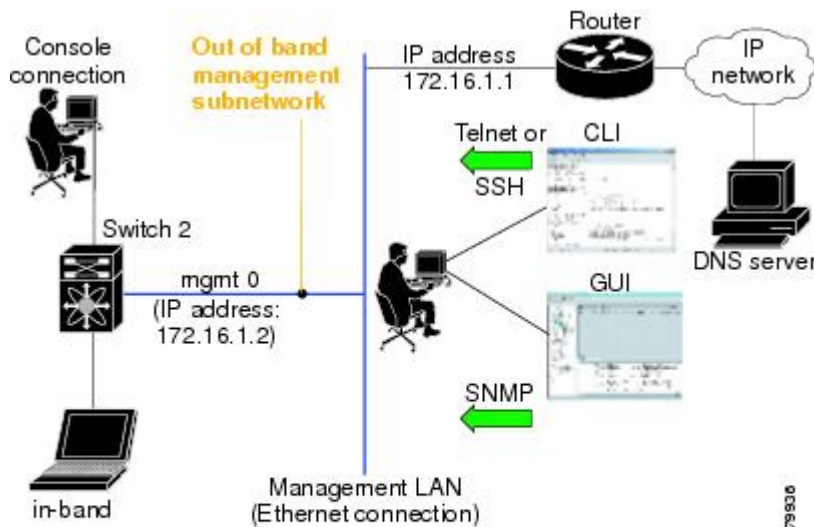 Console
connection
Out of band
management
subnetwork
Router
IP address
172.16.1.1
IP
network
Telnet or
SSH
CLI
Switch 2
mgmt 0
(IP address:
172.16.1.2)
DNS server
GUI
SNMP
in-band
Management LAN
(Ethernet connection)
79936